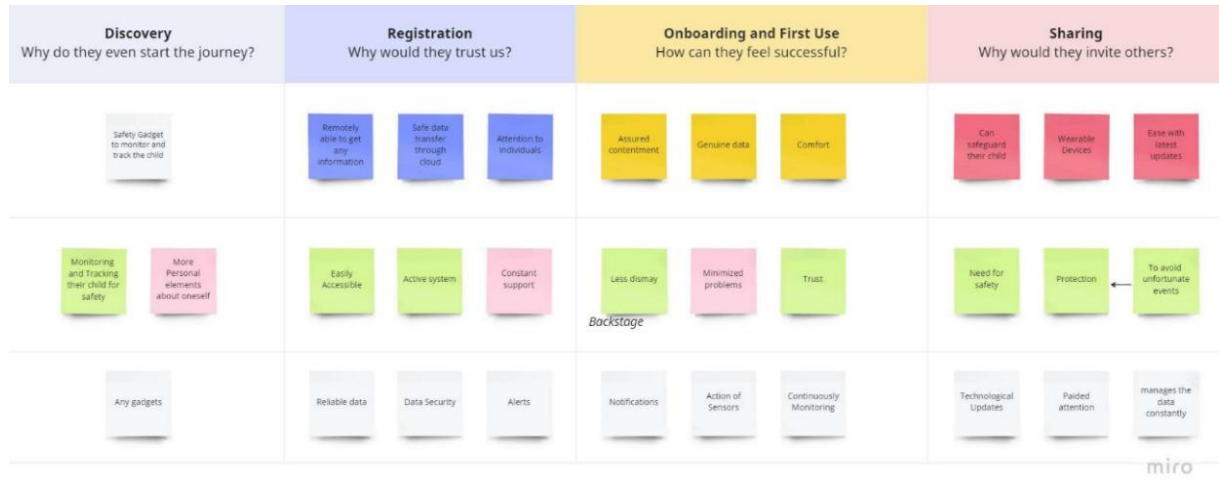 Discovery
Why do they even start the journey?
Registration
Why would they trust us?
Onboarding and First Use
How can they feel successful?
Sharing
Why would they invite others?
Safety Gadget
to monitor and
track the child
Remotely
able to get
any
information
Safe data
transfer
through
cloud
Attention to
individuals
Assured
contentment
Genuine data
Comfort
Can
safeguard
their child
Wearable
Devices
Ease with
latest
updates
Monitoring
and Tracking
their child for
safety
More
Personal
elements
about oneself
Easily
Accessible
Active system
Constant
support
Less dismay
Minimized
problems
Trust
Need for
safety
Protection
To avoid
unfortunate
events
Backstage
Any gadgets
Reliable data
Data Security
Alerts
Notifications
Action of
Sensors
Continuously
Monitoring
Technological
Updates
Paided
attention
manages the
data
constantly
miro